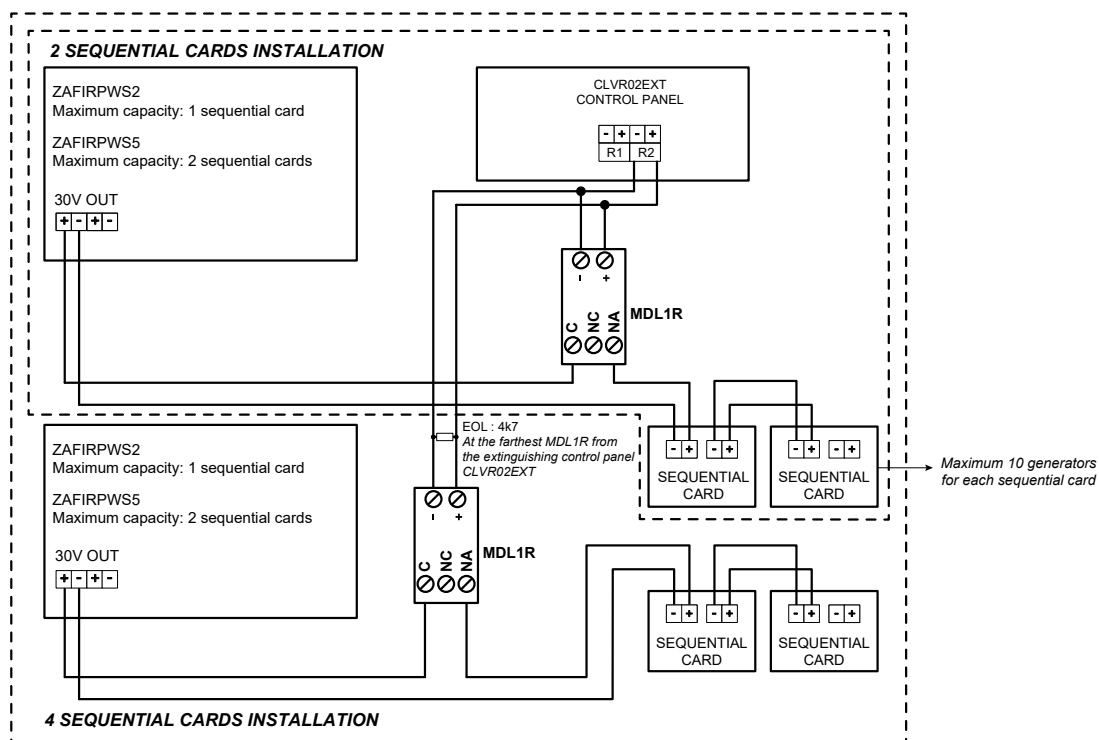 2 SEQUENTIAL CARDS INSTALLATION
ZAFIRPWS2
Maximum capacity: 1 sequential card
ZAFIRPWS5
Maximum capacity: 2 sequential cards
30V OUT
+ - + -
CLVR02EXT
CONTROL PANEL
- + - +
R1 R2
- +
MDL1R
C NC NA
- + - +
SEQUENTIAL
CARD
- + - +
SEQUENTIAL
CARD
Maximum 10 generators
for each sequential card
EOL : 4k7
At the farthest MDL1R from
the extinguishing control panel
CLVR02EXT
ZAFIRPWS2
Maximum capacity: 1 sequential card
ZAFIRPWS5
Maximum capacity: 2 sequential cards
30V OUT
+ - + -
- +
MDL1R
C NC NA
- + - +
SEQUENTIAL
CARD
- + - +
SEQUENTIAL
CARD
4 SEQUENTIAL CARDS INSTALLATION